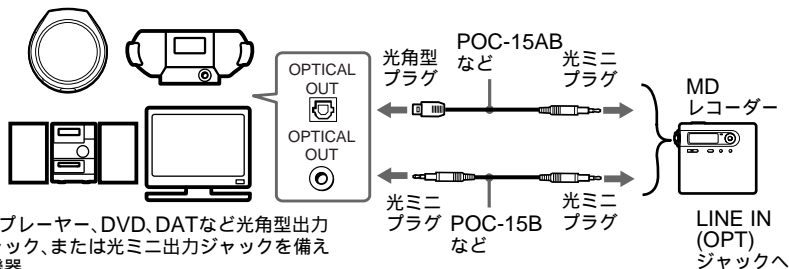 OPTICAL
OUT
OPTICAL
OUT
光角型
プラグ
POC-15AB
など
光ミニ
プラグ
光ミニ
プラグ
POC-15B
など
光ミニ
プラグ
MD
レコーダー
LINE IN
(OPT)
ジャックへ
プレーヤー、DVD、DATなど光角型出力
ック、または光ミニ出力ジャックを備え
機器